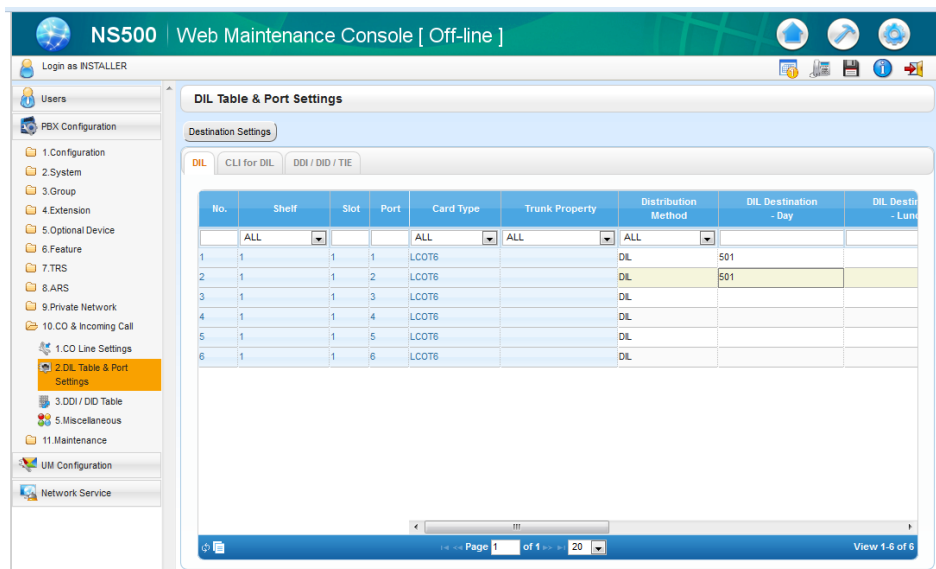 NS500 Web Maintenance Console [ Off-line ]
Login as INSTALLER
Users
PBX Configuration
1.Configuration
2.System
3.Group
4.Extension
5.Optional Device
6.Feature
7.TRS
8.ARS
9.Private Network
10.CO & Incoming Call
1.CO Line Settings
2.DIL Table & Port
Settings
3.DDI / DID Table
5.Miscellaneous
11.Maintenance
UM Configuration
Network Service
DIL Table & Port Settings
Destination Settings
DIL CLI for DIL DDI / DID / TIE
No. Shelf Slot Port Card Type Trunk Property Distribution Method DIL Destination - Day DIL Destin - Lunc
ALL ALL ALL ALL
1 1 1 1 LCOT6 DIL 501
2 1 1 2 LCOT6 DIL 501
3 1 1 3 LCOT6 DIL
4 1 1 4 LCOT6 DIL
5 1 1 5 LCOT6 DIL
6 1 1 6 LCOT6 DIL
Page 1 of 1 20 View 1-6 of 6